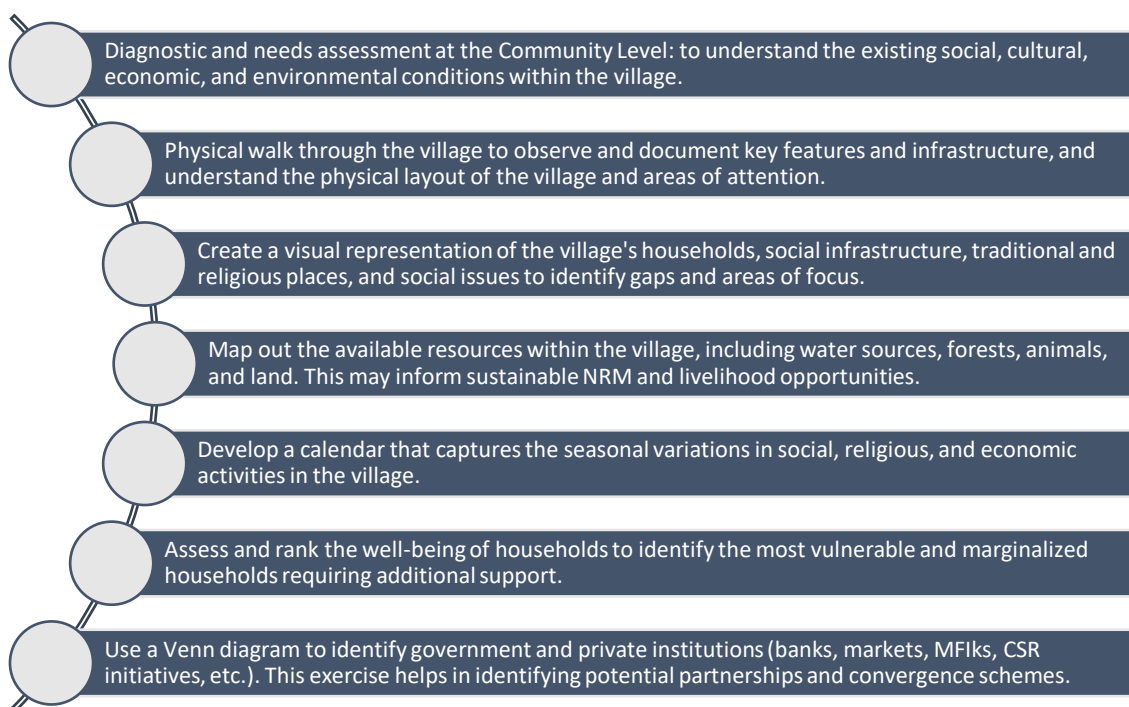 Diagnostic and needs assessment at the Community Level: to understand the existing social, cultural,
economic, and environmental conditions within the village.
Physical walk through the village to observe and document key features and infrastructure, and
understand the physical layout of the village and areas of attention.
Create a visual representation of the village's households, social infrastructure, traditional and
religious places, and social issues to identify gaps and areas of focus.
Map out the available resources within the village, including water sources, forests, animals,
and land. This may inform sustainable NRM and livelihood opportunities.
Develop a calendar that captures the seasonal variations in social, religious, and economic
activities in the village.
Assess and rank the well-being of households to identify the most vulnerable and marginalized
households requiring additional support.
Use a Venn diagram to identify government and private institutions (banks, markets, MFIks, CSR
initiatives, etc.). This exercise helps in identifying potential partnerships and convergence schemes.